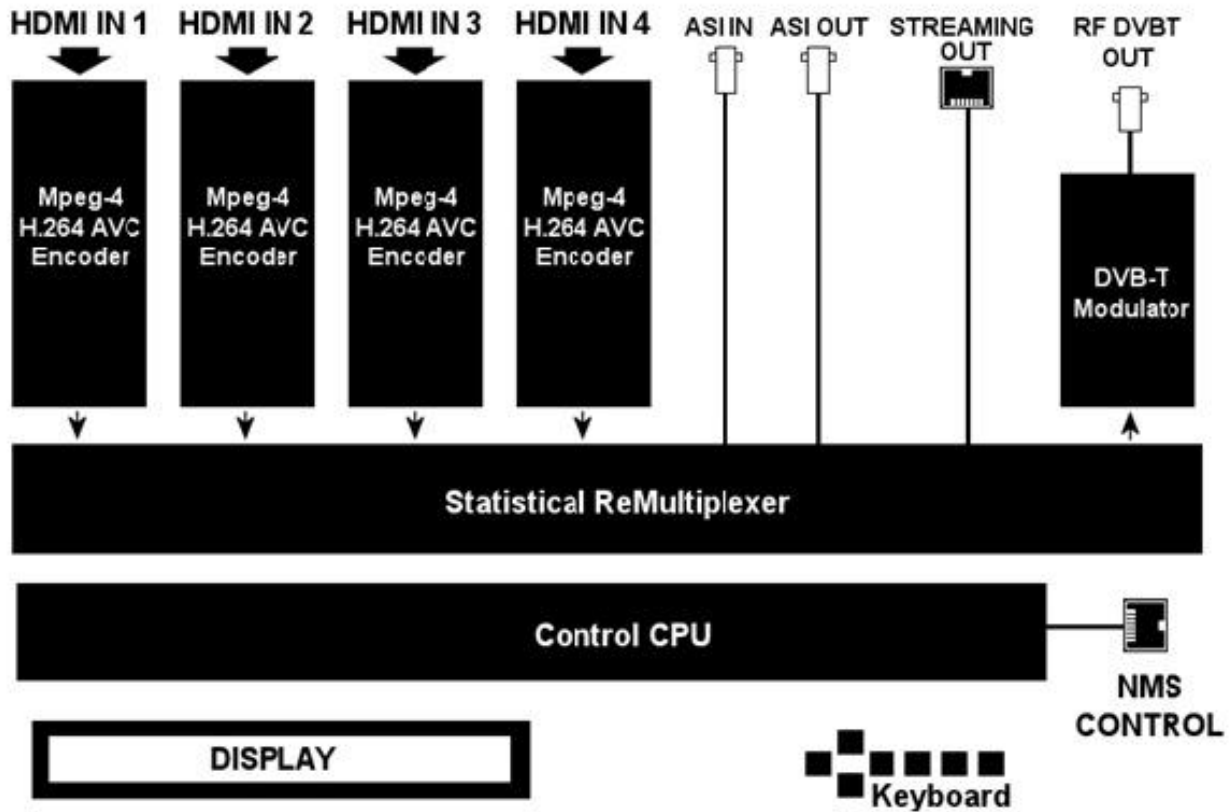 HDMI IN 1 HDMI IN 2 HDMI IN 3 HDMI IN 4 ASI IN ASI OUT STREAMING OUT RF DVBT OUT
Mpeg-4
H.264 AVC
Encoder
Mpeg-4
H.264 AVC
Encoder
Mpeg-4
H.264 AVC
Encoder
Mpeg-4
H.264 AVC
Encoder
DVB-T
Modulator
Statistical ReMultiplexer
Control CPU
NMS
CONTROL
DISPLAY
Keyboard